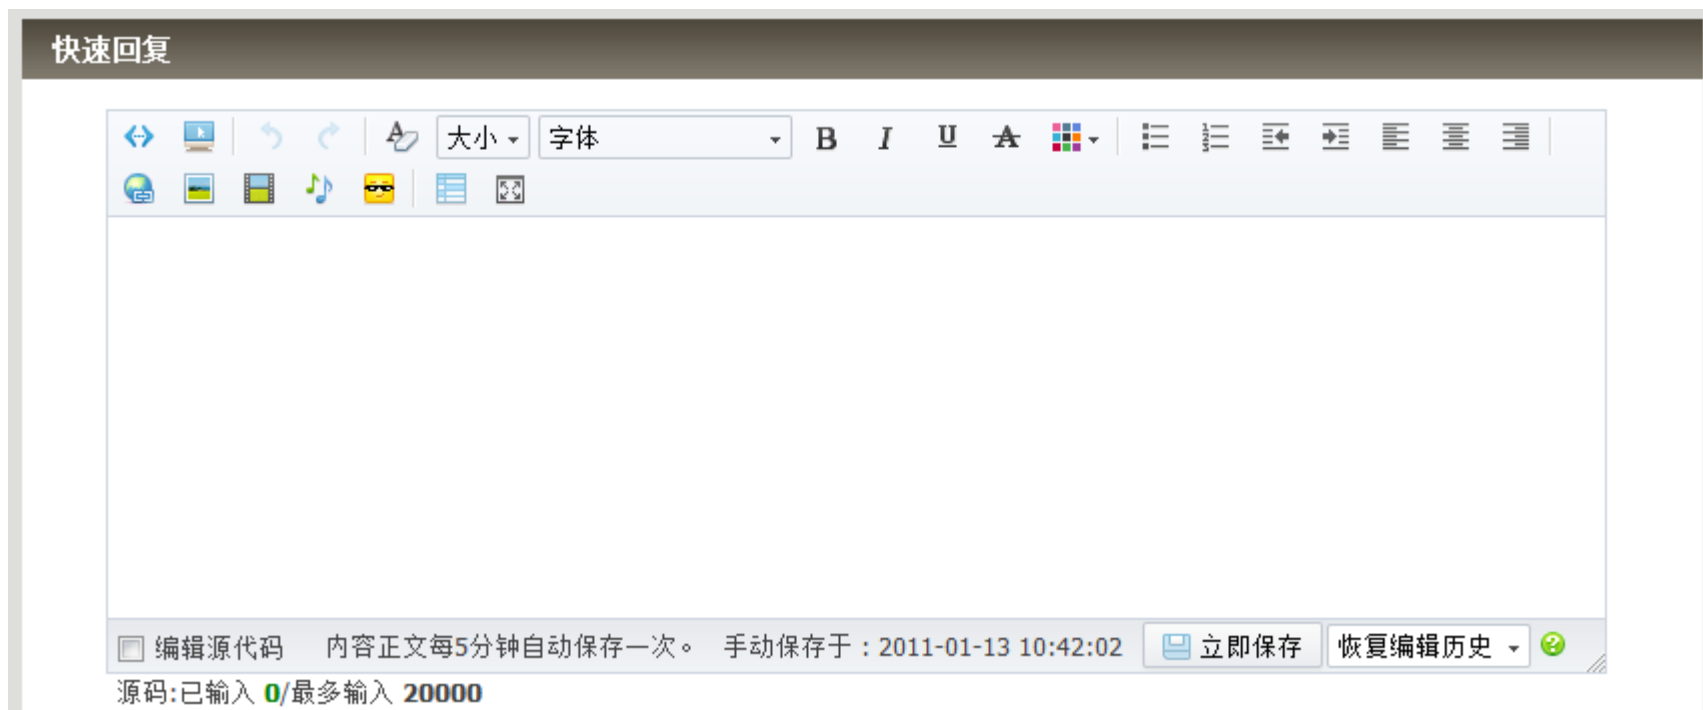 快速回复
大小 字体 B I U A
编辑源代码 内容正文每5分钟自动保存一次。 手动保存于：2011-01-13 10:42:02 立即保存 恢复编辑历史
源码:已输入 0/最多输入 20000